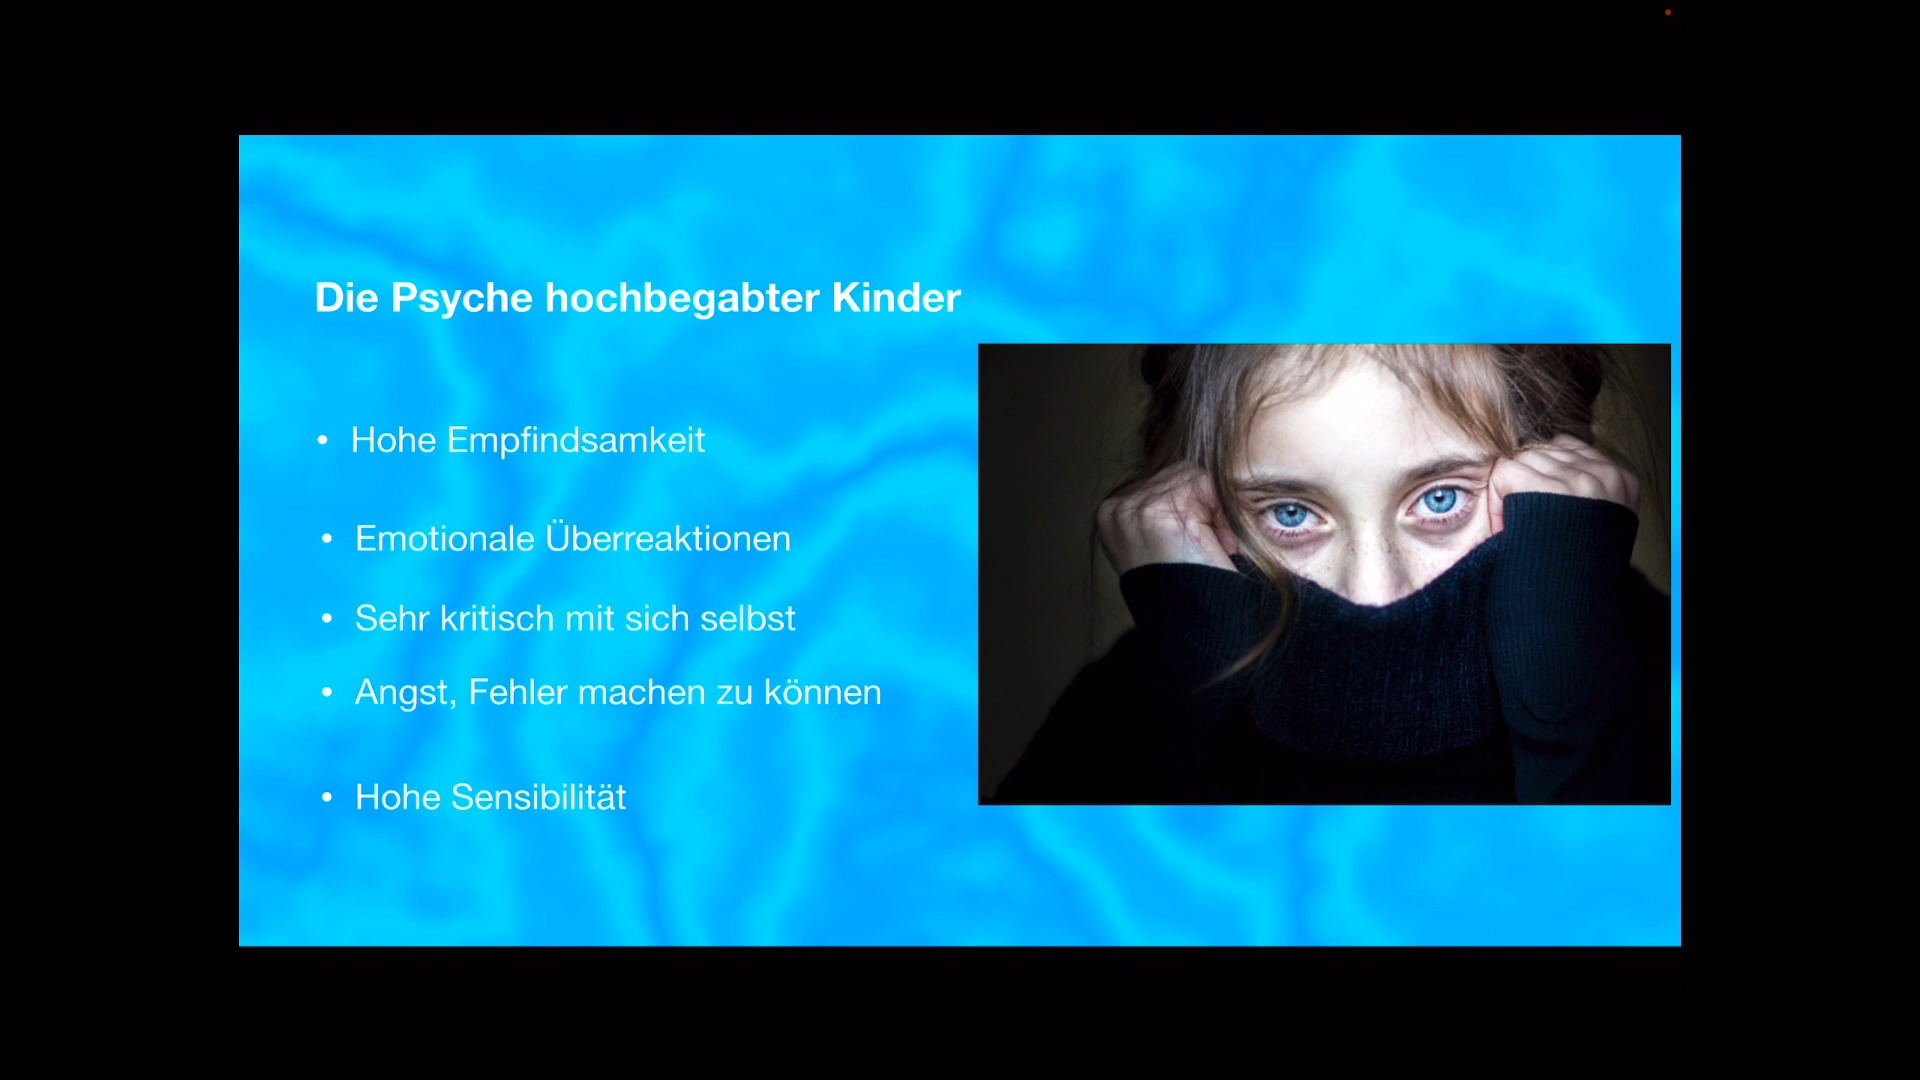 Die Psyche hochbegabter Kinder
• Hohe Empfindsamkeit
• Emotionale Überreaktionen
• Sehr kritisch mit sich selbst
• Angst, Fehler machen zu können
• Hohe Sensibilität